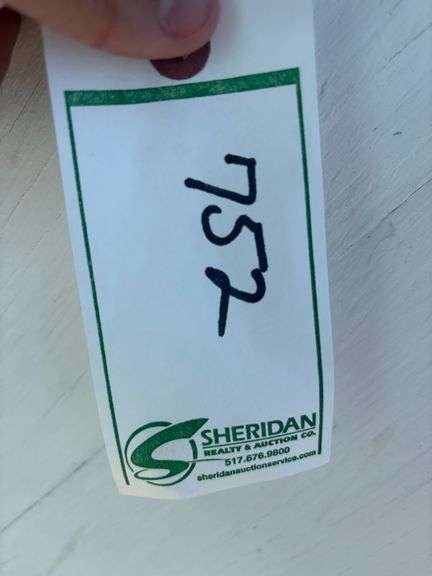 752
SHERIDAN
REALTY & AUCTION CO.
517.676.9800
sheridanauctionservice.com